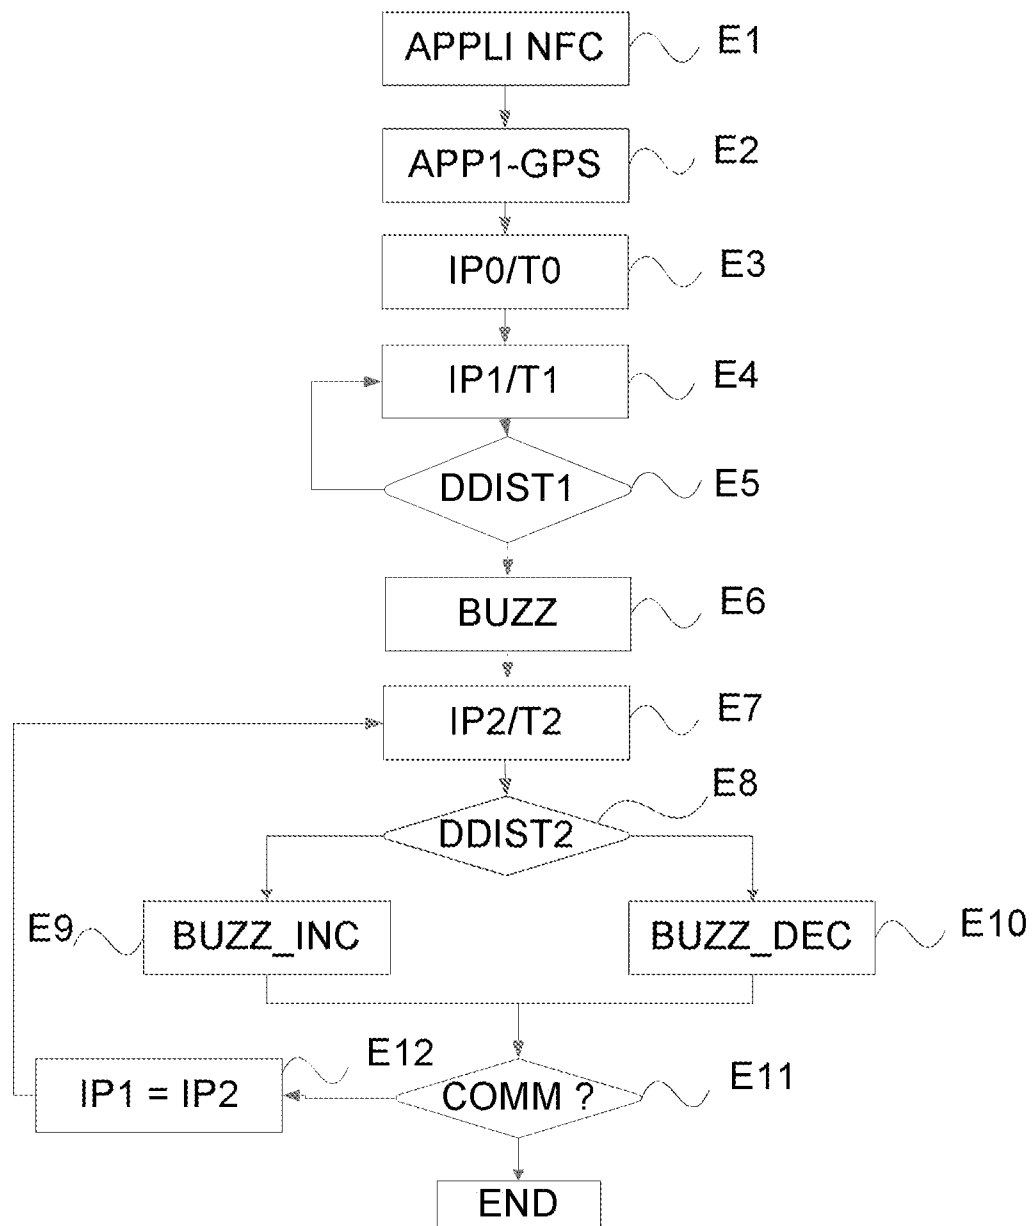 APPLI NFC
E1
APP1-GPS
E2
IP0/T0
E3
IP1/T1
E4
DDIST1
E5
BUZZ
E6
IP2/T2
E7
E8
DDIST2
E9
BUZZ_INC
BUZZ_DEC
E10
E12
IP1 = IP2
COMM ?
E11
END